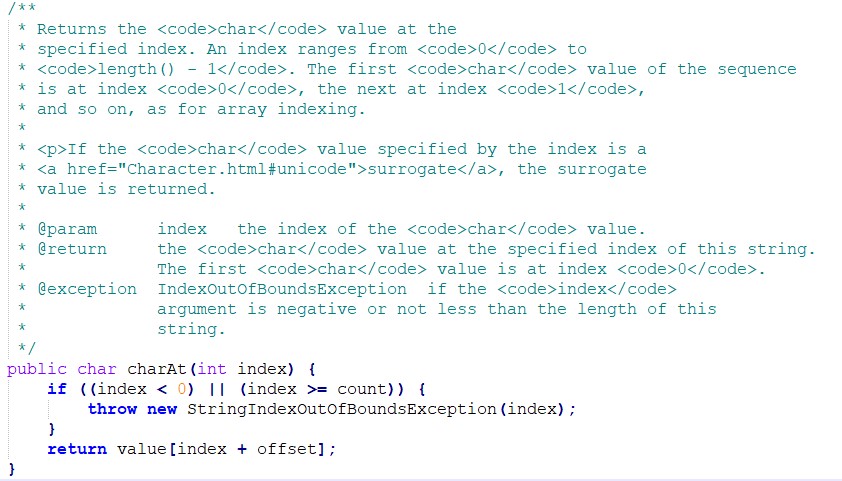 /**
 * Returns the <code>char</code> value at the
 * specified index. An index ranges from <code>0</code> to
 * <code>length() - 1</code>. The first <code>char</code> value of the sequence
 * is at index <code>0</code>, the next at index <code>1</code>,
 * and so on, as for array indexing.
 *
 * <p>If the <code>char</code> value specified by the index is a
 * <a href="Character.html#unicode">surrogate</a>, the surrogate
 * value is returned.
 *
 * @param      index   the index of the <code>char</code> value.
 * @return     the <code>char</code> value at the specified index of this string.
 *             The first <code>char</code> value is at index <code>0</code>.
 * @exception  IndexOutOfBoundsException  if the <code>index</code>
 *             argument is negative or not less than the length of this
 *             string.
 */
public char charAt(int index) {
    if ((index < 0) || (index >= count)) {
        throw new StringIndexOutOfBoundsException(index);
    }
    return value[index + offset];
}